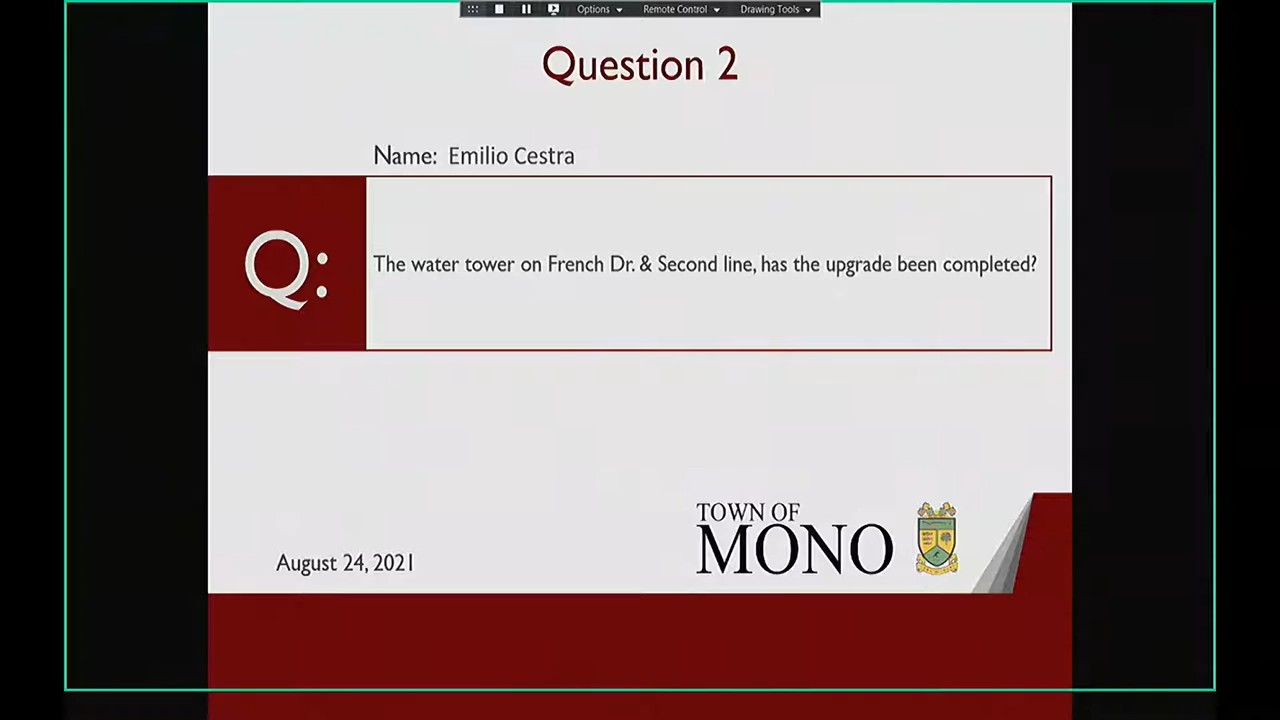 Options Remote Control Drawing Tools
Question 2
Name: Emilio Cestra
Q:
The water tower on French Dr. & Second line, has the upgrade been completed?
TOWN OF
MONO
August 24, 2021